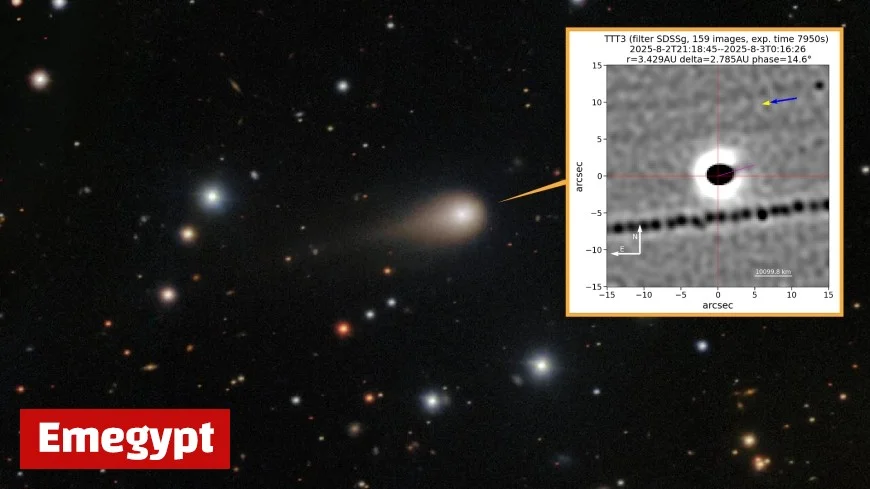 TTT3 (filter SDSSg, 159 images, exp. time 7950s)
2025-8-2T21:18:45--2025-8-3T0:16:26
r=3.429AU delta=2.785AU phase=14.6°
15
10
5
0
−5
−10
−15
arcsec
N
E
10099.8 km
−15 −10 −5 0 5 10 15
arcsec
Emegypt